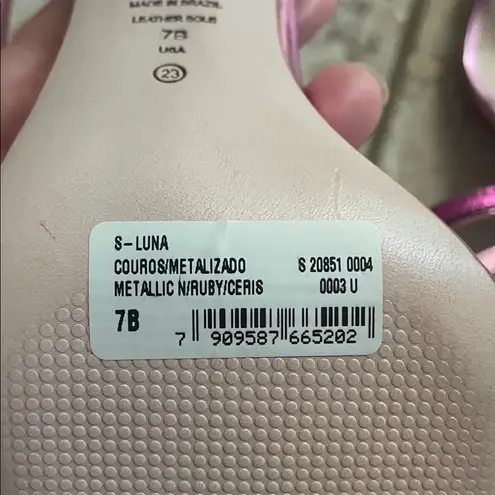 MADE IN BRAZIL
LEATHER SOLE
7B
USA
23
S-LUNA
COUROS/METALIZADO S 20851 0004
METALLIC N/RUBY/CERIS 0003 U
7B
7 909587 665202